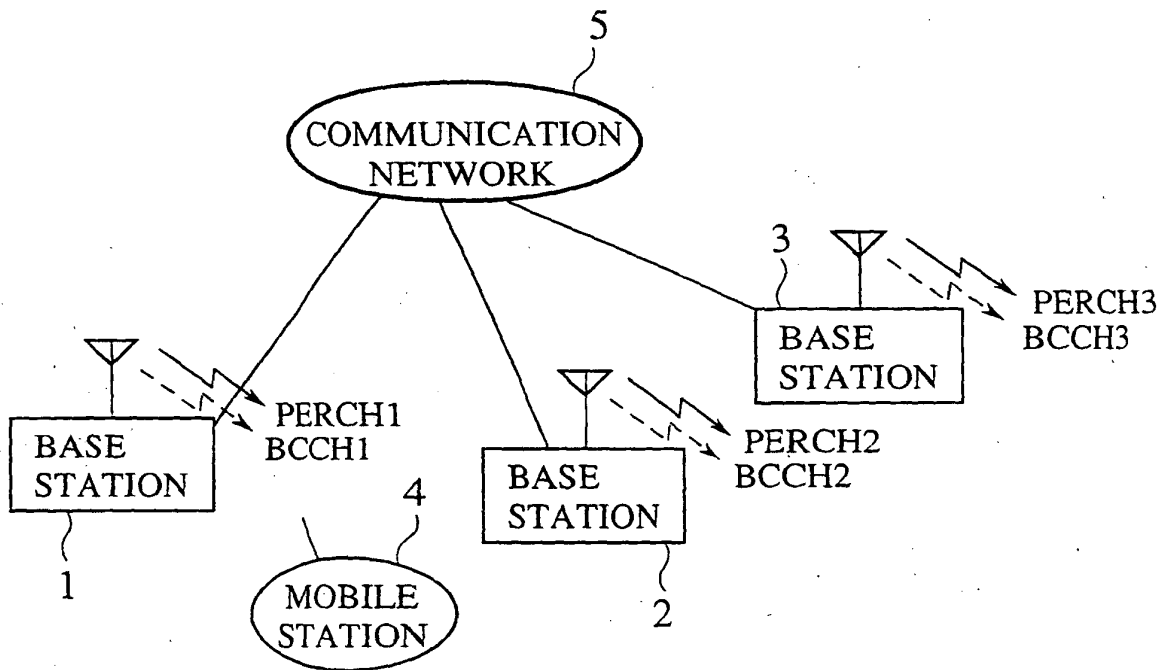 5
COMMUNICATION
NETWORK
3
PERCH3
BCCH3
BASE
STATION
PERCH1
BCCH1
BASE
STATION
PERCH2
BCCH2
BASE
STATION
4
1
2
MOBILE
STATION